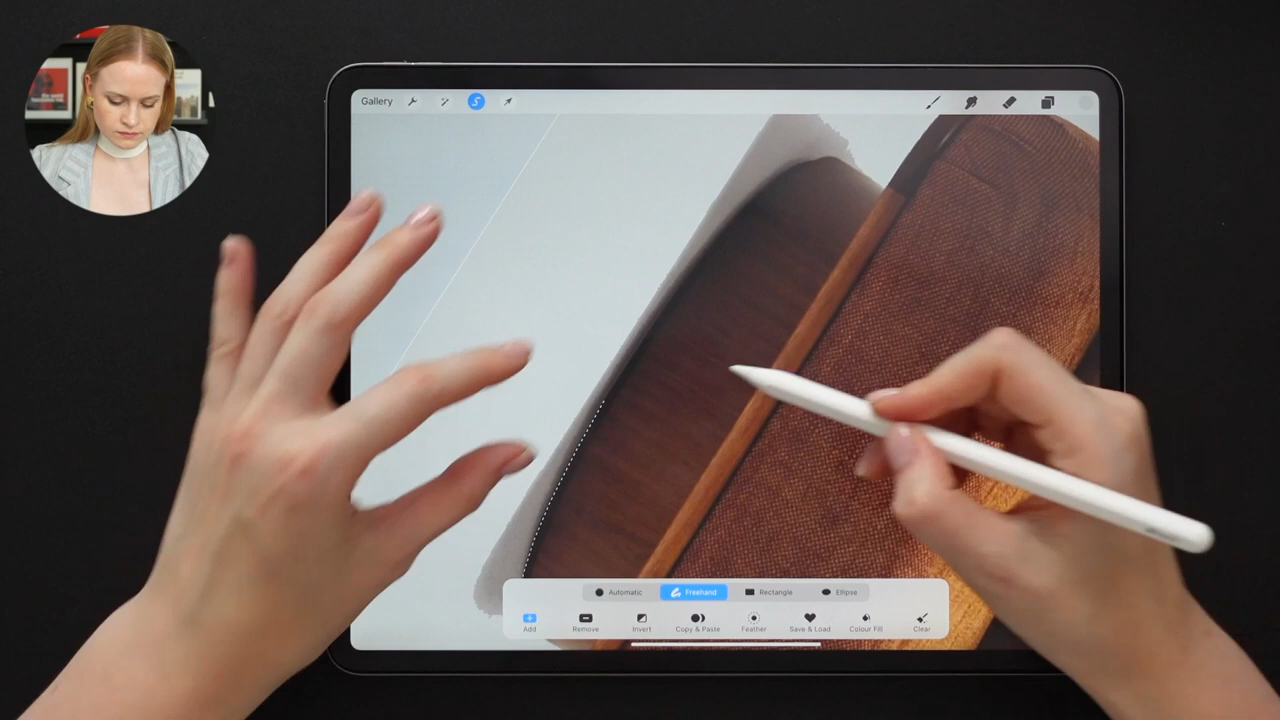 Gallery
Automatic Freehand Rectangle Ellipse
Add Remove Invert Copy & Paste Feather Save & Load Colour Fill Clear